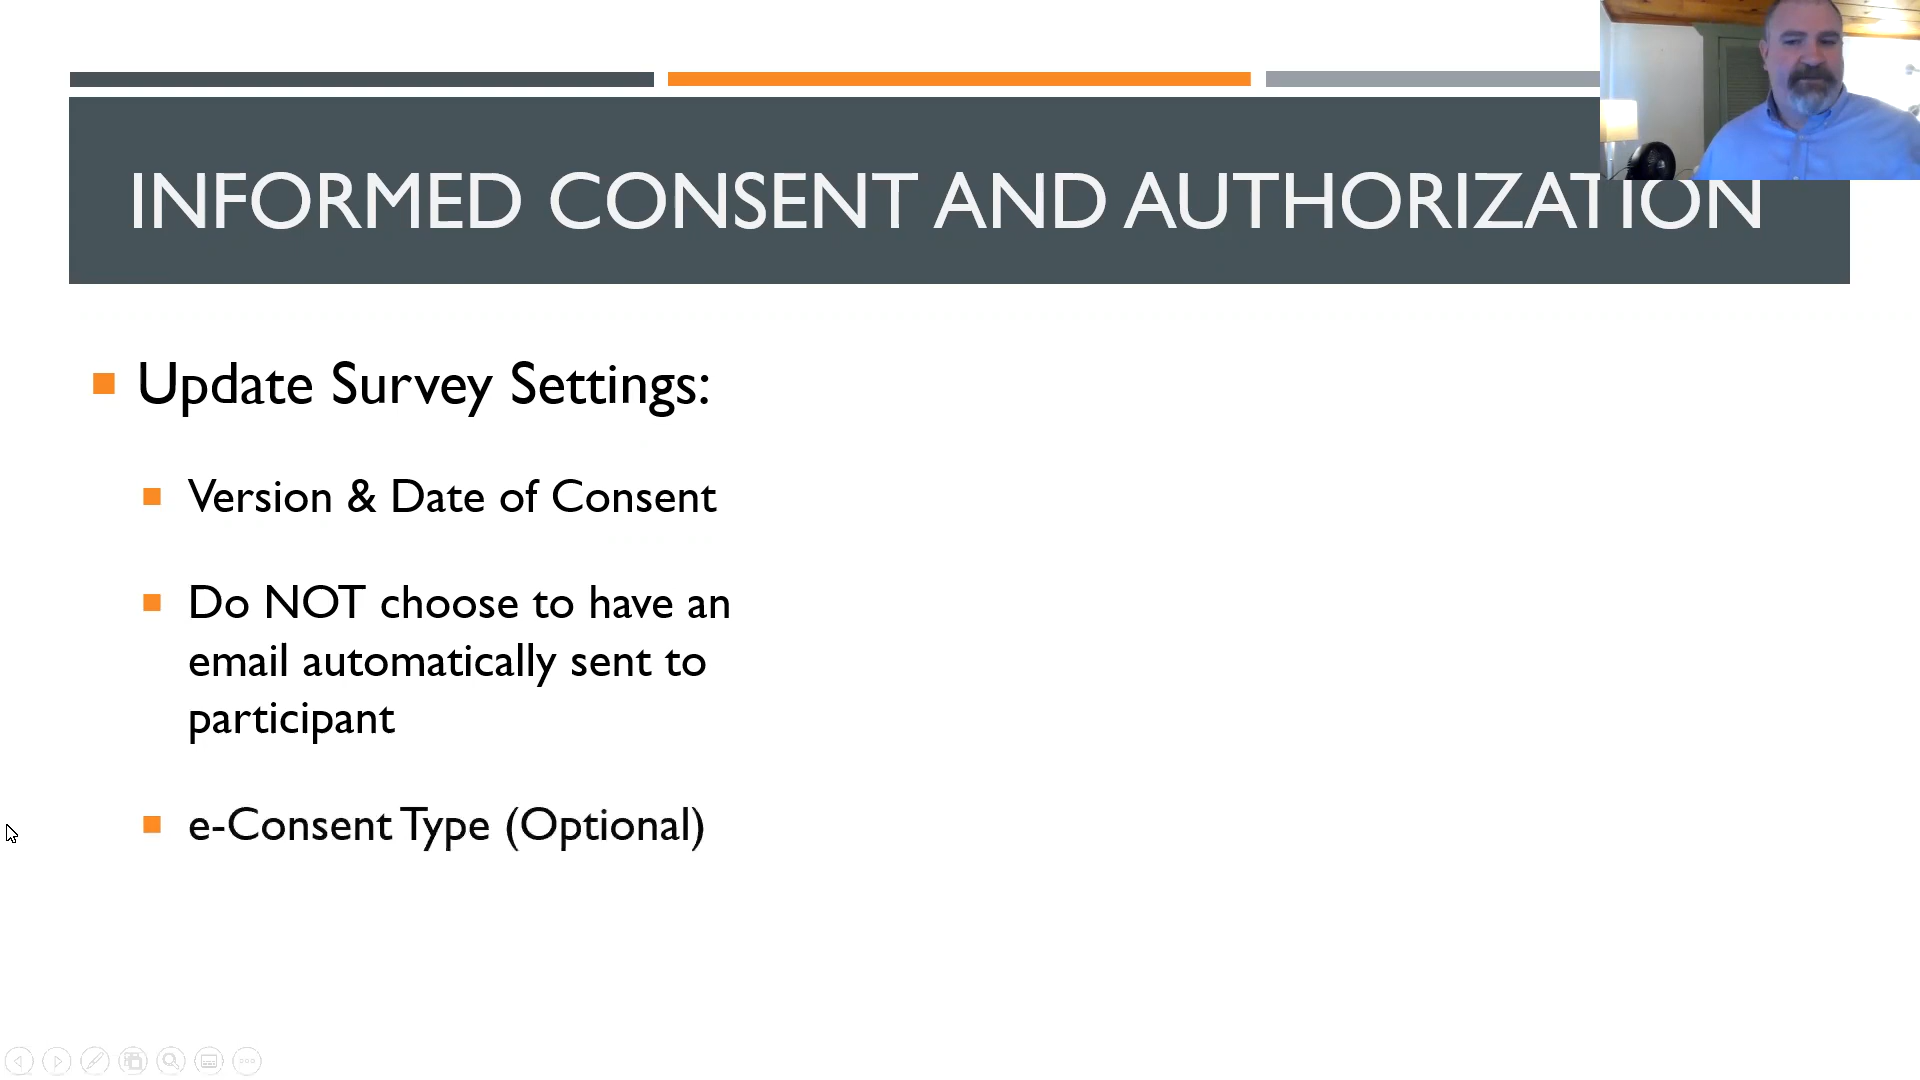 INFORMED CONSENT AND AUTHORIZATION
Update Survey Settings:
Version & Date of Consent
Do NOT choose to have an
email automatically sent to
participant
e-Consent Type (Optional)